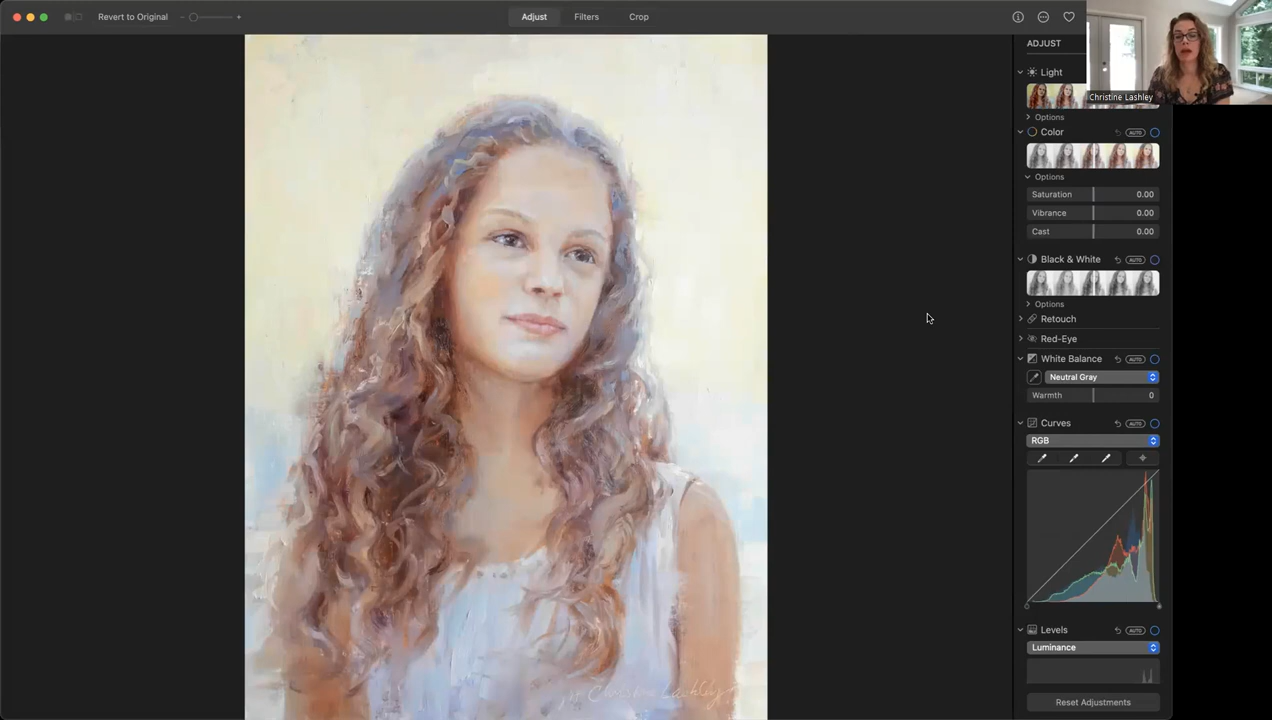 Revert to Original
Adjust
Filters
Crop
ADJUST
Light
Options
Color
AUTO
Options
Saturation 0.00
Vibrance 0.00
Cast 0.00
Black & White
AUTO
Options
Retouch
Red-Eye
White Balance
AUTO
Neutral Gray
Warmth 0
Curves
AUTO
RGB
Levels
AUTO
Luminance
Reset Adjustments
Christine Lashley
Christine Lashley